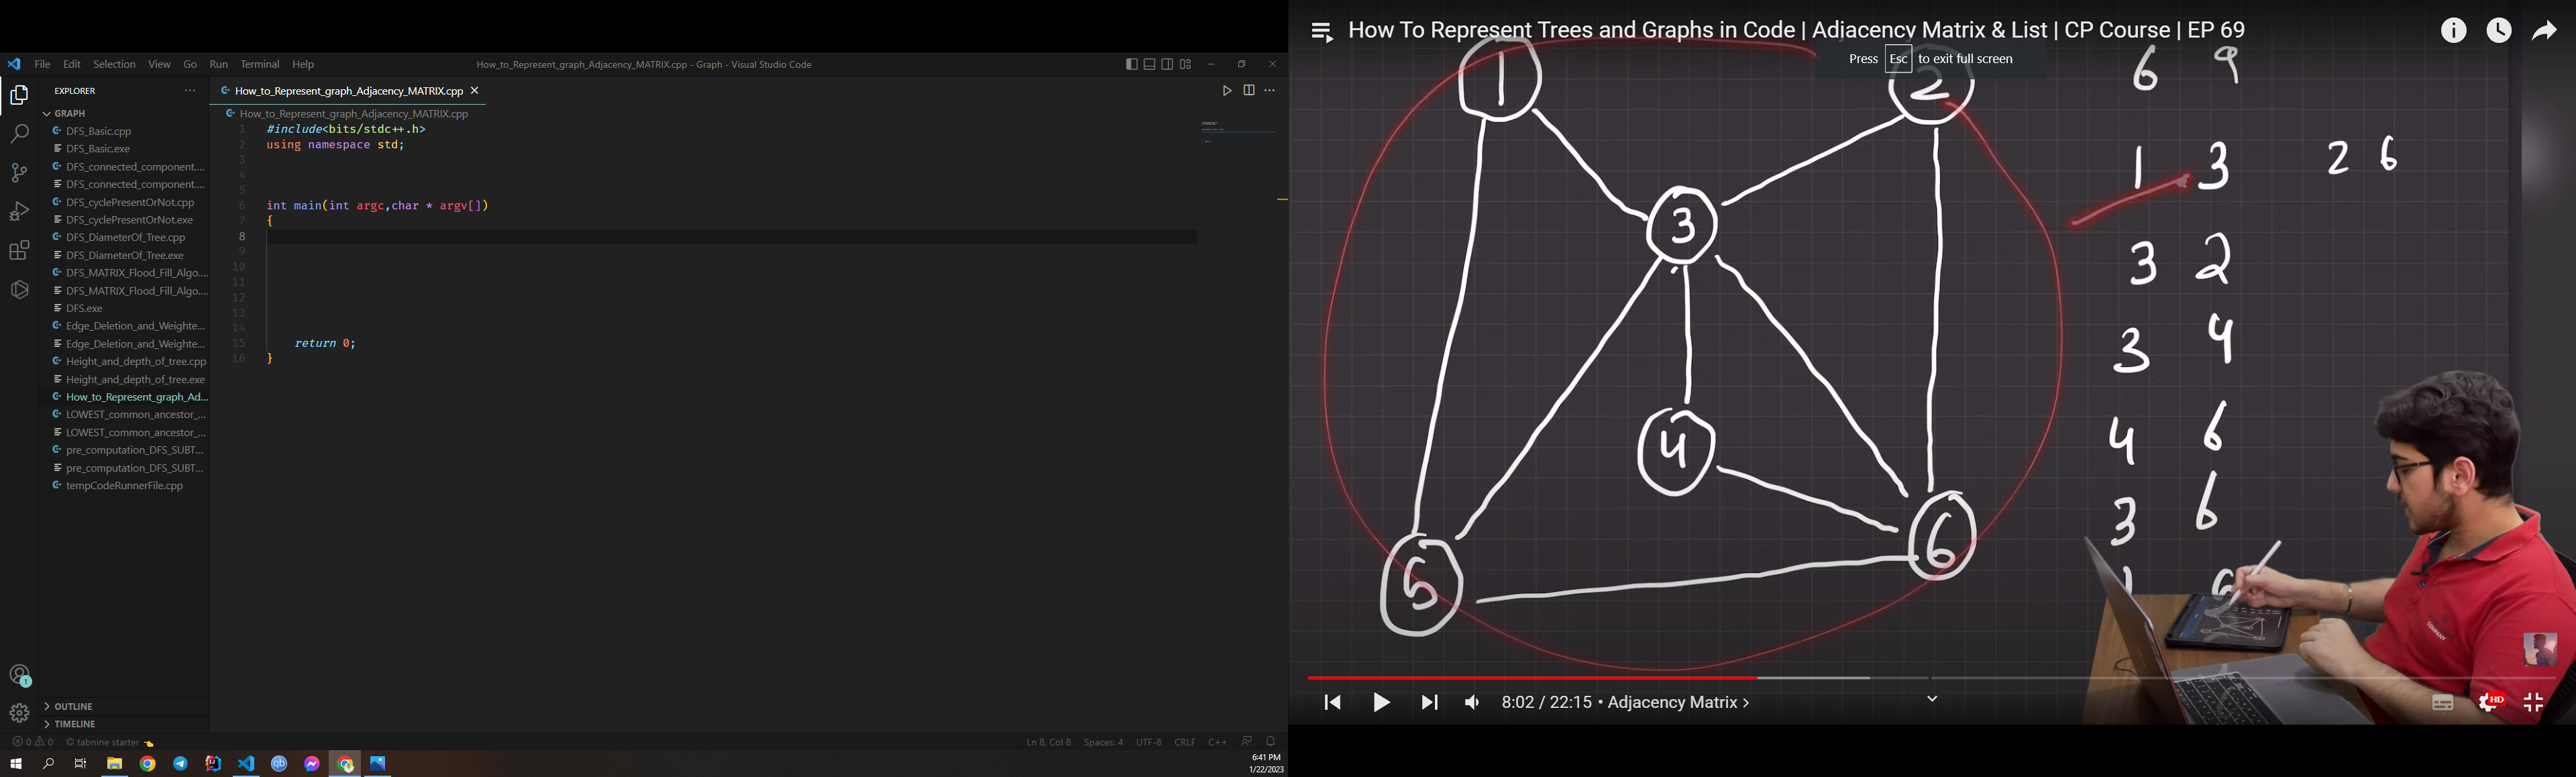 File Edit Selection View Go Run Terminal Help
How_to_Represent_graph_Adjacency_MATRIX.cpp - Graph - Visual Studio Code
EXPLORER
GRAPH
DFS_Basic.cpp
DFS_Basic.exe
DFS_connected_component....
DFS_connected_component....
DFS_cyclePresentOrNot.cpp
DFS_cyclePresentOrNot.exe
DFS_DiameterOf_Tree.cpp
DFS_DiameterOf_Tree.exe
DFS_MATRIX_Flood_Fill_Algo....
DFS_MATRIX_Flood_Fill_Algo....
DFS.exe
Edge_Deletion_and_Weighte...
Edge_Deletion_and_Weighte...
Height_and_depth_of_tree.cpp
Height_and_depth_of_tree.exe
How_to_Represent_graph_Ad...
LOWEST_common_ancestor_...
LOWEST_common_ancestor_...
pre_computation_DFS_SUBT...
pre_computation_DFS_SUBT...
tempCodeRunnerFile.cpp
OUTLINE
TIMELINE
How_to_Represent_graph_Adjacency_MATRIX.cpp
How_to_Represent_graph_Adjacency_MATRIX.cpp
1 #include<bits/stdc++.h>
2 using namespace std;
3
4
5
6 int main(int argc,char * argv[])
7 {
8
9
10
11
12
13
14
15 return 0;
16 }
1
0 0 tabnine starter
Ln 8, Col 8 Spaces: 4 UTF-8 CRLF C++
qb
6:41 PM
1/22/2023
How To Represent Trees and Graphs in Code | Adjacency Matrix & List | CP Course | EP 69
Press Esc to exit full screen
1
2
3
4
5
6
6 9
1 3 2 6
3 2
3 4
4 6
3 6
COMPANY
8:02 / 22:15 • Adjacency Matrix
HD